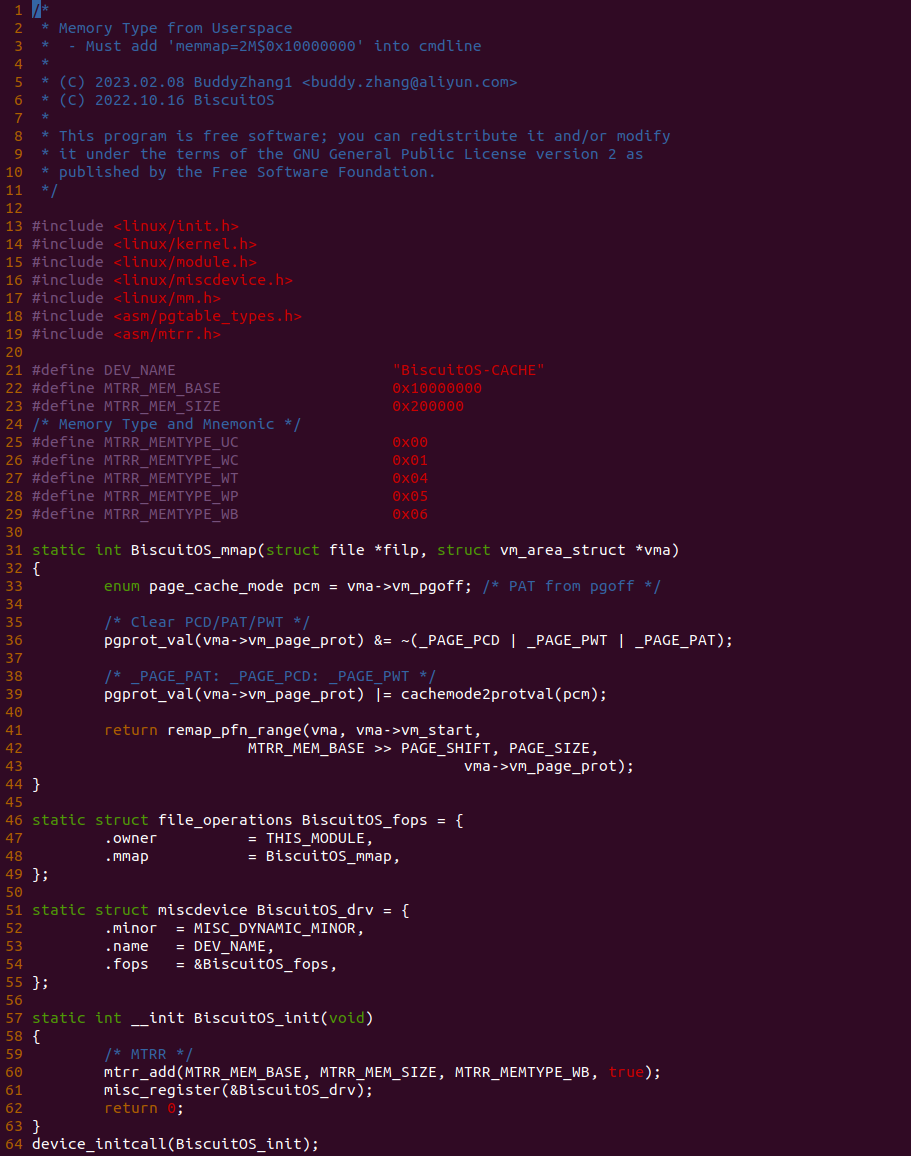 1 /*
2  * Memory Type from Userspace
3  *  - Must add 'memmap=2M$0x10000000' into cmdline
4  *
5  * (C) 2023.02.08 BuddyZhang1 <buddy.zhang@aliyun.com>
6  * (C) 2022.10.16 BiscuitOS
7  *
8  * This program is free software; you can redistribute it and/or modify
9  * it under the terms of the GNU General Public License version 2 as
10  * published by the Free Software Foundation.
11  */
12
13 #include <linux/init.h>
14 #include <linux/kernel.h>
15 #include <linux/module.h>
16 #include <linux/miscdevice.h>
17 #include <linux/mm.h>
18 #include <asm/pgtable_types.h>
19 #include <asm/mtrr.h>
20
21 #define DEV_NAME                        "BiscuitOS-CACHE"
22 #define MTRR_MEM_BASE                   0x10000000
23 #define MTRR_MEM_SIZE                   0x200000
24 /* Memory Type and Mnemonic */
25 #define MTRR_MEMTYPE_UC                 0x00
26 #define MTRR_MEMTYPE_WC                 0x01
27 #define MTRR_MEMTYPE_WT                 0x04
28 #define MTRR_MEMTYPE_WP                 0x05
29 #define MTRR_MEMTYPE_WB                 0x06
30
31 static int BiscuitOS_mmap(struct file *filp, struct vm_area_struct *vma)
32 {
33         enum page_cache_mode pcm = vma->vm_pgoff; /* PAT from pgoff */
34
35         /* Clear PCD/PAT/PWT */
36         pgprot_val(vma->vm_page_prot) &= ~(_PAGE_PCD | _PAGE_PWT | _PAGE_PAT);
37
38         /* _PAGE_PAT: _PAGE_PCD: _PAGE_PWT */
39         pgprot_val(vma->vm_page_prot) |= cachemode2protval(pcm);
40
41         return remap_pfn_range(vma, vma->vm_start,
42                         MTRR_MEM_BASE >> PAGE_SHIFT, PAGE_SIZE,
43                                                 vma->vm_page_prot);
44 }
45
46 static struct file_operations BiscuitOS_fops = {
47         .owner          = THIS_MODULE,
48         .mmap           = BiscuitOS_mmap,
49 };
50
51 static struct miscdevice BiscuitOS_drv = {
52         .minor  = MISC_DYNAMIC_MINOR,
53         .name   = DEV_NAME,
54         .fops   = &BiscuitOS_fops,
55 };
56
57 static int __init BiscuitOS_init(void)
58 {
59         /* MTRR */
60         mtrr_add(MTRR_MEM_BASE, MTRR_MEM_SIZE, MTRR_MEMTYPE_WB, true);
61         misc_register(&BiscuitOS_drv);
62         return 0;
63 }
64 device_initcall(BiscuitOS_init);